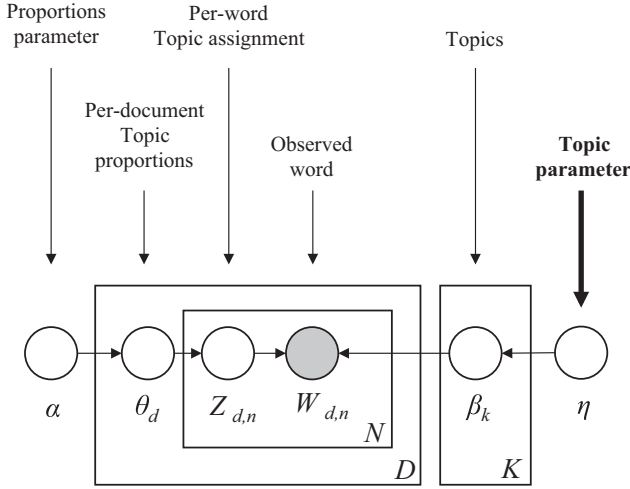 Proportions
parameter
Per-word
Topic assignment
Topics
Per-document
Topic
proportions
Observed
word
Topic
parameter
α
θd
Z d,n
W d,n
βk
η
N
D
K